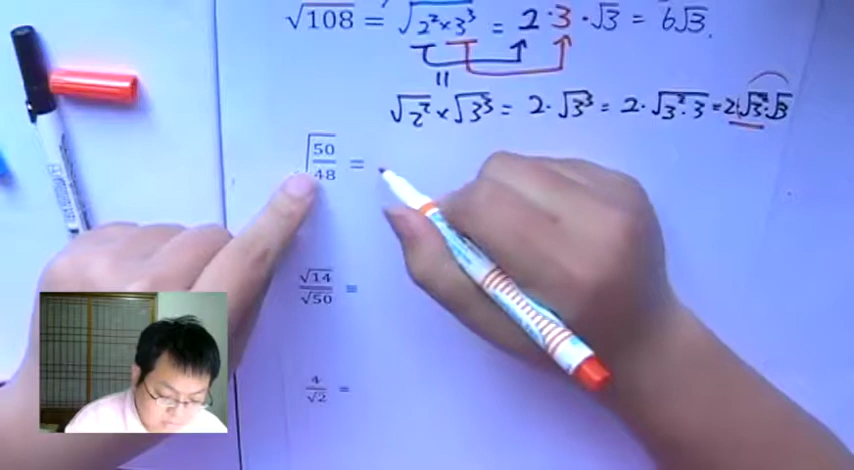 √108 = √(2²×3³) = 2·3·√3 = 6√3.
√2² × √3³ = 2·√3³ = 2·√(3²·3) = 2·√3²·√3
√(50/48) =
√14/√50 =
4/√2 =